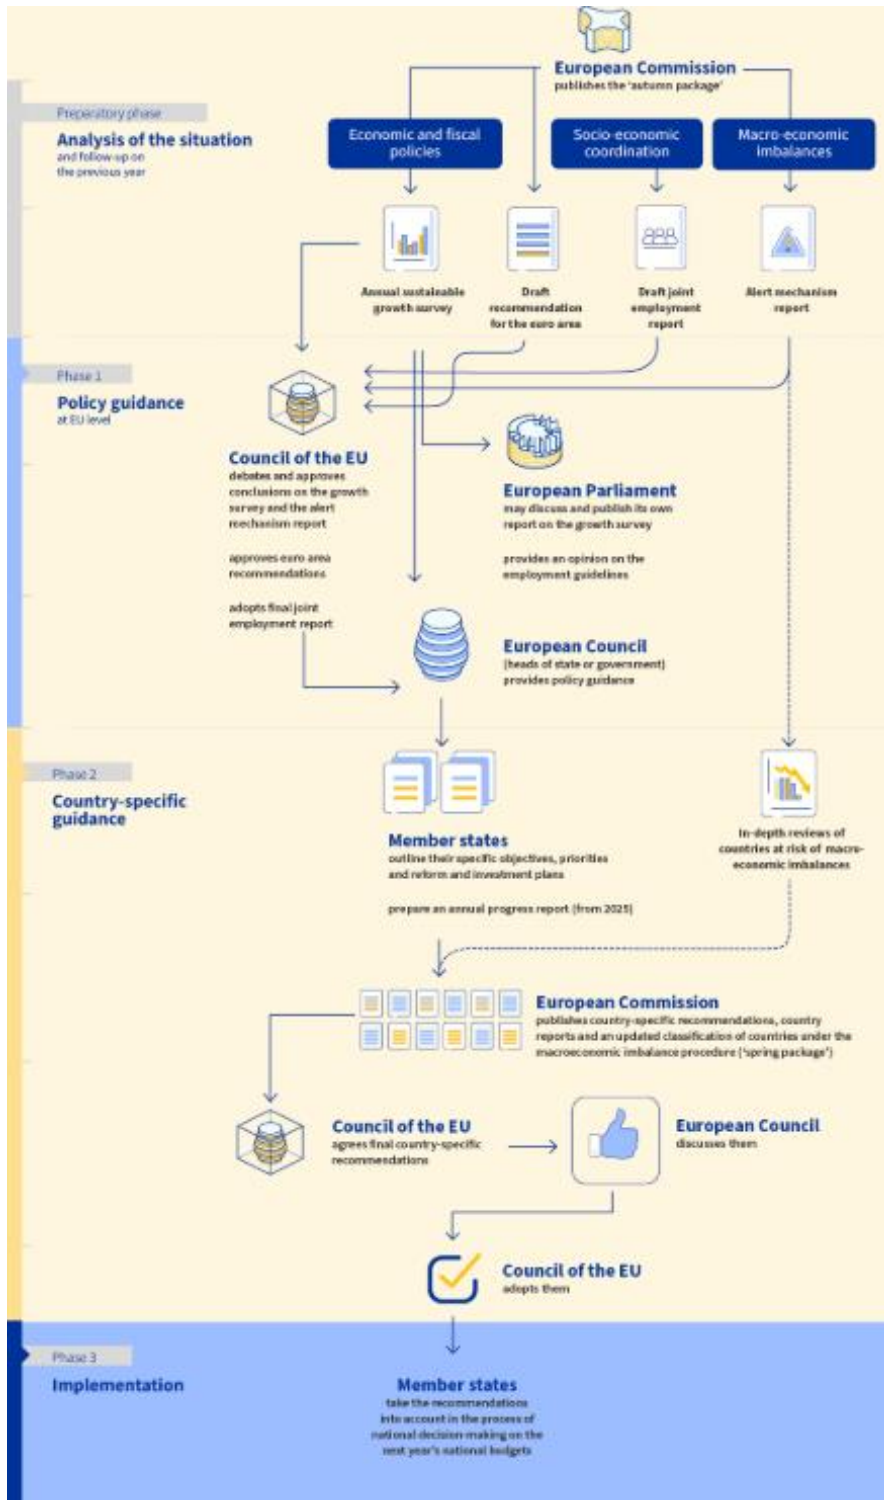 European Commission
publishes the 'autumn package'
Preparatory phase
Analysis of the situation
and follow-up on
the previous year
Economic and fiscal
policies
Socio-economic
coordination
Macro-economic
imbalances
Annual sustainable
growth survey
Draft
recommendation
for the euro area
Draft joint
employment
report
Alert mechanism
report
Phase 1
Policy guidance
at EU level
Council of the EU
debates and approves
conclusions on the growth
survey and the alert
mechanism report
approves euro area
recommendations
adopts final joint
employment report
European Parliament
may discuss and publish its own
report on the growth survey
provides an opinion on the
employment guidelines
European Council
(heads of state or government)
provides policy guidance
Phase 2
Country-specific
guidance
Member states
outline their specific objectives, priorities
and reform and investment plans
prepare an annual progress report (from 2025)
In-depth reviews of
countries at risk of macro-
economic imbalances
European Commission
publishes country-specific recommendations, country
reports and an updated classification of countries under the
macroeconomic imbalance procedure ('spring package')
Council of the EU
agrees final country-specific
recommendations
European Council
discusses them
Council of the EU
adopts them
Phase 3
Implementation
Member states
take the recommendations
into account in the process of
national decision-making on the
next year's national budgets